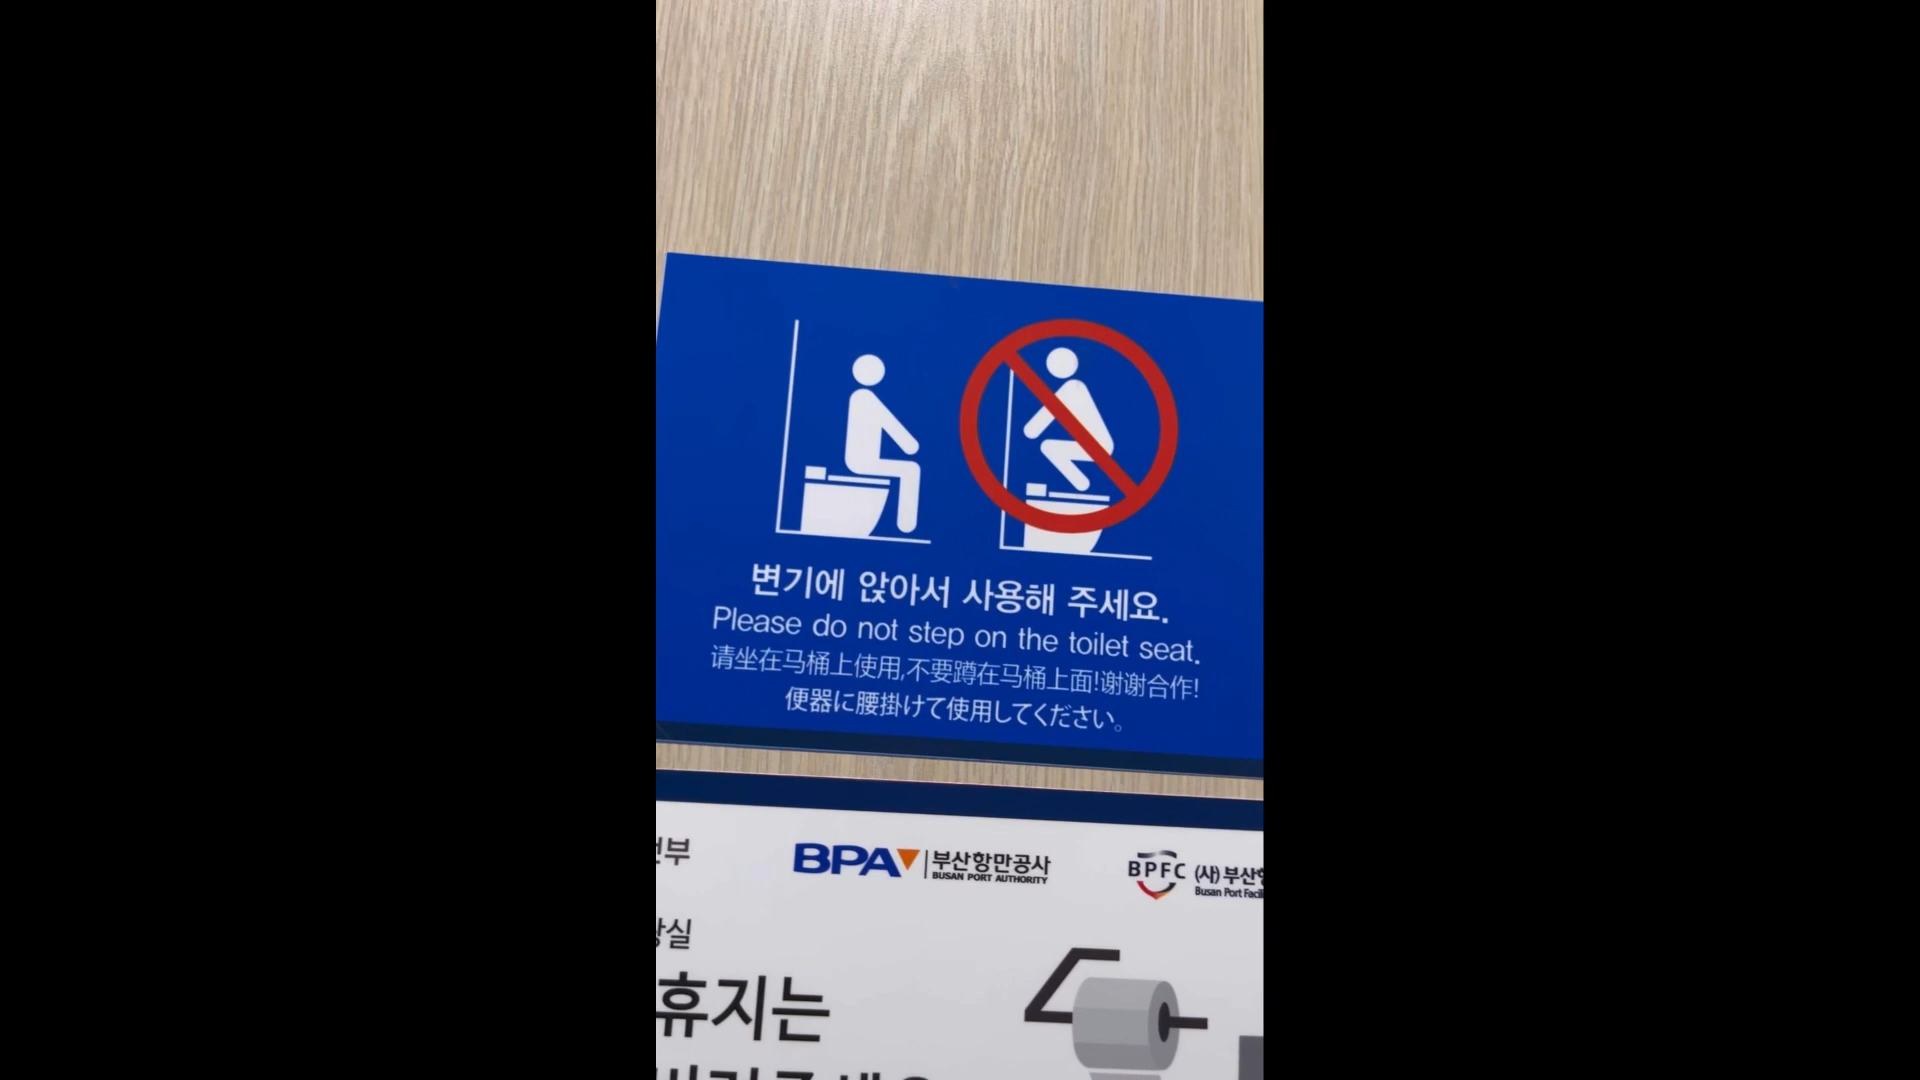 변기에 앉아서 사용해 주세요.
Please do not step on the toilet seat.
请坐在马桶上使用,不要蹲在马桶上面!谢谢合作!
便器に腰掛けて使用してください。
BPA 부산항만공사
BUSAN PORT AUTHORITY
BPFC (사)
Busan Port
휴지는